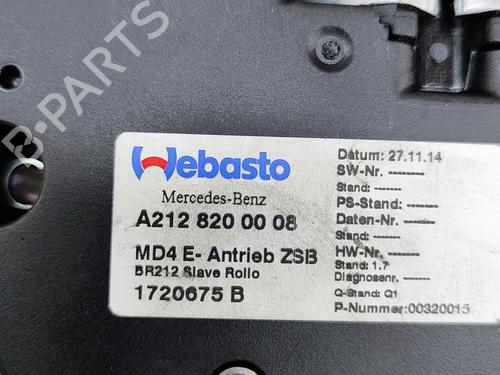 Webasto
Mercedes-Benz
A212 820 00 08
MD4 E- Antrieb ZSB
BR212 Slave Rollo
1720675 B
Datum: 27.11.14
SW-Nr. --------
Stand: -------
PS-Stand: -------
Daten-Nr. -------
Stand: -------
HW-Nr. --------
Stand: 1.7
Diagnosenr. -------
Q-Stand: Q1
P-Nummer:00320015
B-PARTS